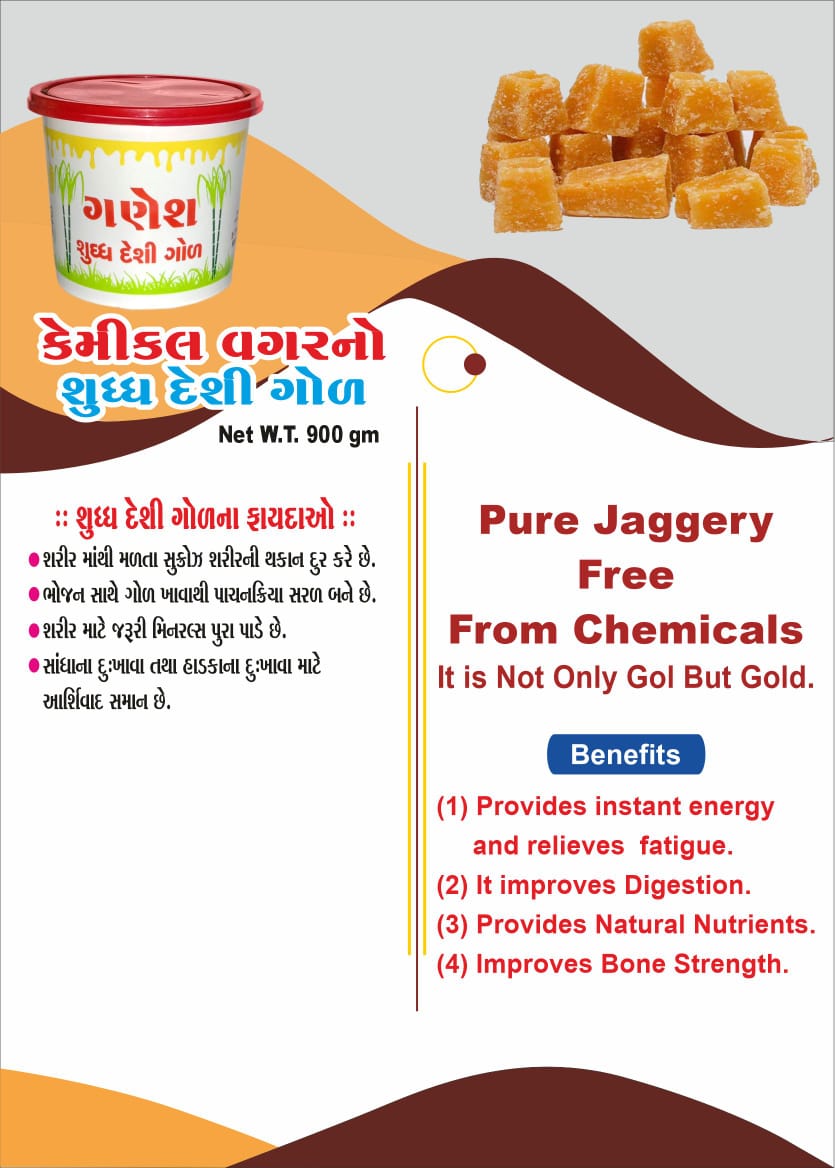 ગણેશ
શુધ્ધ દેશી ગોળ
કેમીકલ વગરનો
શુધ્ધ દેશી ગોળ
Net W.T. 900 gm
:: શુધ્ધ દેશી ગોળના ફાયદાઓ ::
શરીર માંથી મળતા સુક્રોઝ શરીરની થકાન દુર કરે છે.
ભોજન સાથે ગોળ ખાવાથી પાચનક્રિયા સરળ બને છે.
શરીર માટે જરૂરી મિનરલ્સ પુરા પાડે છે.
સાંધાના દુઃખાવા તથા હાડકાના દુઃખાવા માટે
આર્શિવાદ સમાન છે.
Pure Jaggery
Free
From Chemicals
It is Not Only Gol But Gold.
Benefits
(1) Provides instant energy
and relieves fatigue.
(2) It improves Digestion.
(3) Provides Natural Nutrients.
(4) Improves Bone Strength.